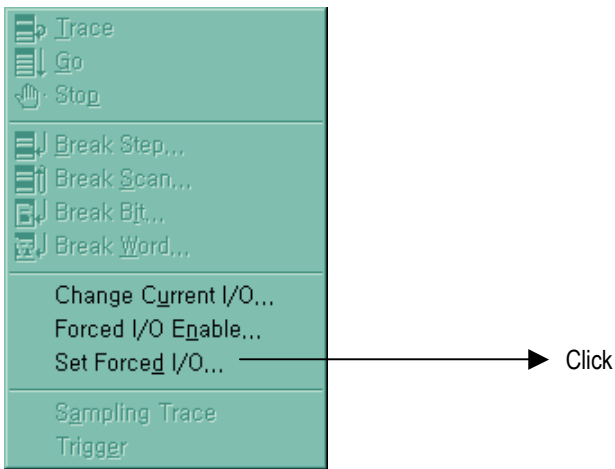 Trace
Go
Stop
Break Step...
Break Scan...
Break Bit...
Break Word...
Change Current I/O...
Forced I/O Enable...
Set Forced I/O... Click
Sampling Trace
Trigger